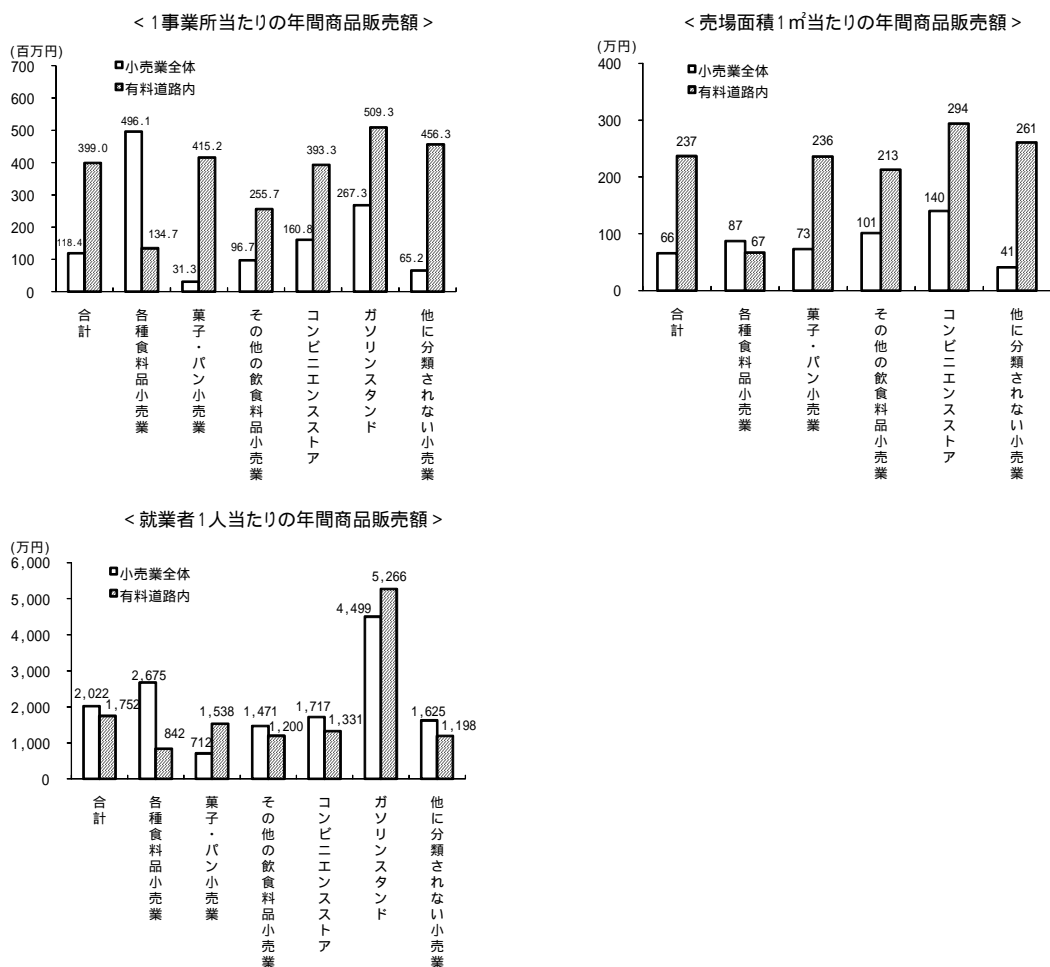 ＜1事業所当たりの年間商品販売額＞
(百万円)
700
600
500
400
300
200
100
0
小売業全体
有料道路内
118.4
399.0
496.1
134.7
31.3
415.2
96.7
255.7
160.8
393.3
267.3
509.3
65.2
456.3
合計
各種食料品小売業
菓子・パン小売業
その他の飲食料品小売業
コンビニエンスストア
ガソリンスタンド
他に分類されない小売業
＜売場面積1㎡当たりの年間商品販売額＞
(万円)
400
300
200
100
0
小売業全体
有料道路内
66
237
87
67
73
236
101
213
140
294
41
261
合計
各種食料品小売業
菓子・パン小売業
その他の飲食料品小売業
コンビニエンスストア
他に分類されない小売業
＜就業者1人当たりの年間商品販売額＞
(万円)
6,000
5,000
4,000
3,000
2,000
1,000
0
小売業全体
有料道路内
2,022
1,752
2,675
842
712
1,538
1,471
1,200
1,717
1,331
4,499
5,266
1,625
1,198
合計
各種食料品小売業
菓子・パン小売業
その他の飲食料品小売業
コンビニエンスストア
ガソリンスタンド
他に分類されない小売業